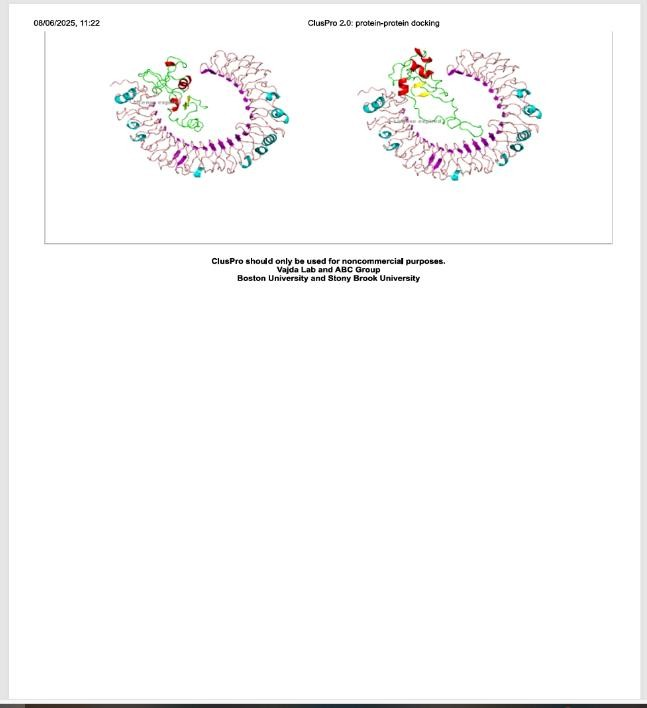 08/06/2025, 11:22 ClusPro 2.0: protein-protein docking
ClusPro should only be used for noncommercial purposes.
Vajda Lab and ABC Group
Boston University and Stony Brook University